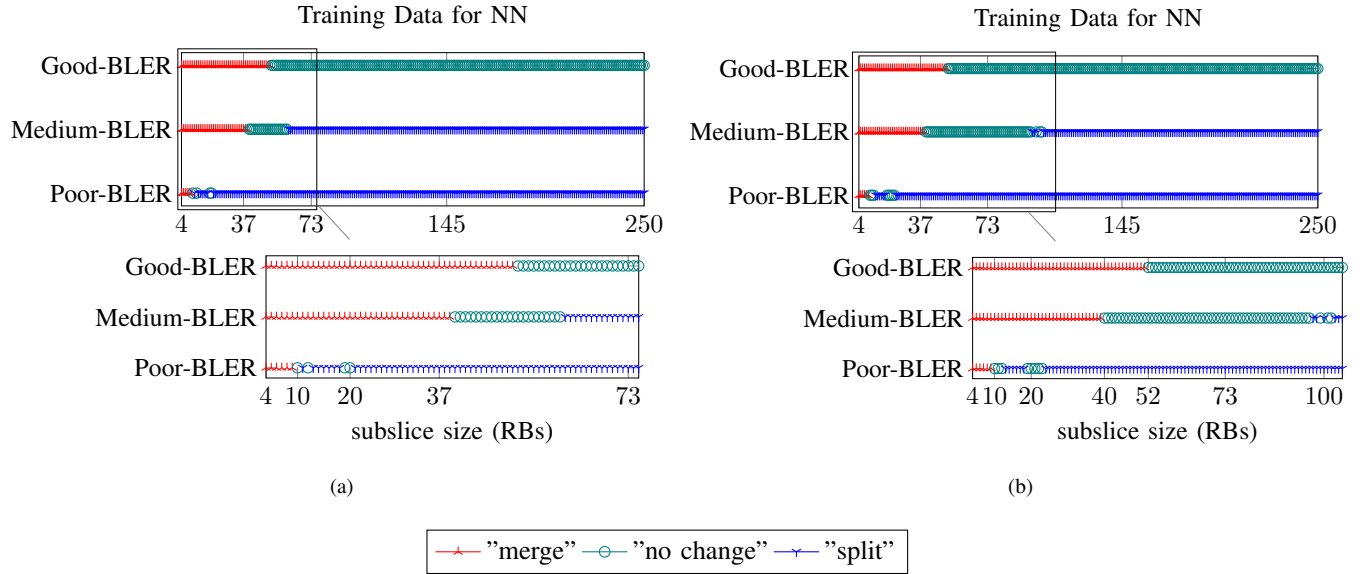 Training Data for NN
Good-BLER
Medium-BLER
Poor-BLER
4 37 73 145 250
Good-BLER
Medium-BLER
Poor-BLER
4 10 20 37 73
subslice size (RBs)
(a)
Training Data for NN
Good-BLER
Medium-BLER
Poor-BLER
4 37 73 145 250
Good-BLER
Medium-BLER
Poor-BLER
4 10 20 40 52 73 100
subslice size (RBs)
(b)
"merge" "no change" "split"